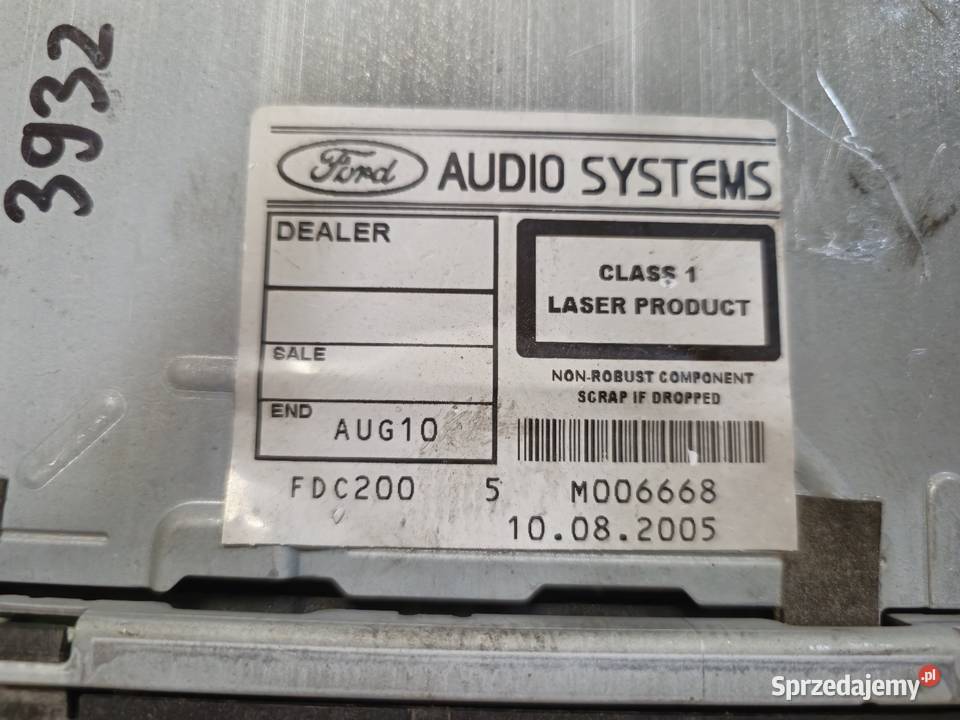 3932
Ford AUDIO SYSTEMS
DEALER
SALE
END
AUG10
CLASS 1
LASER PRODUCT
NON-ROBUST COMPONENT
SCRAP IF DROPPED
FDC200 5 M006668
10.08.2005
Sprzedajemy.pl